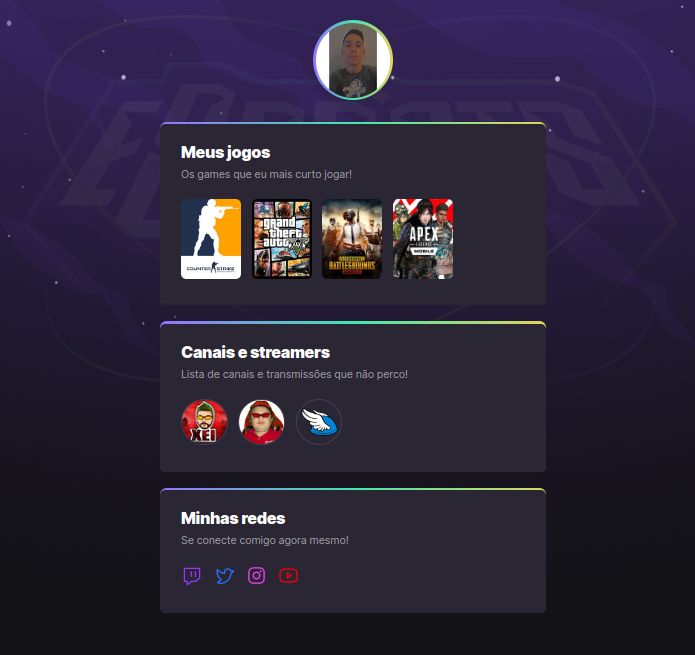 ESPORTS
Meus jogos
Os games que eu mais curto jogar!
COUNTER STRIKE
grand
theft
auto
V
BATTLEGROUNDS
APEX
LEGENDS
MOBILE
Canais e streamers
Lista de canais e transmissões que não perco!
XEI
Minhas redes
Se conecte comigo agora mesmo!